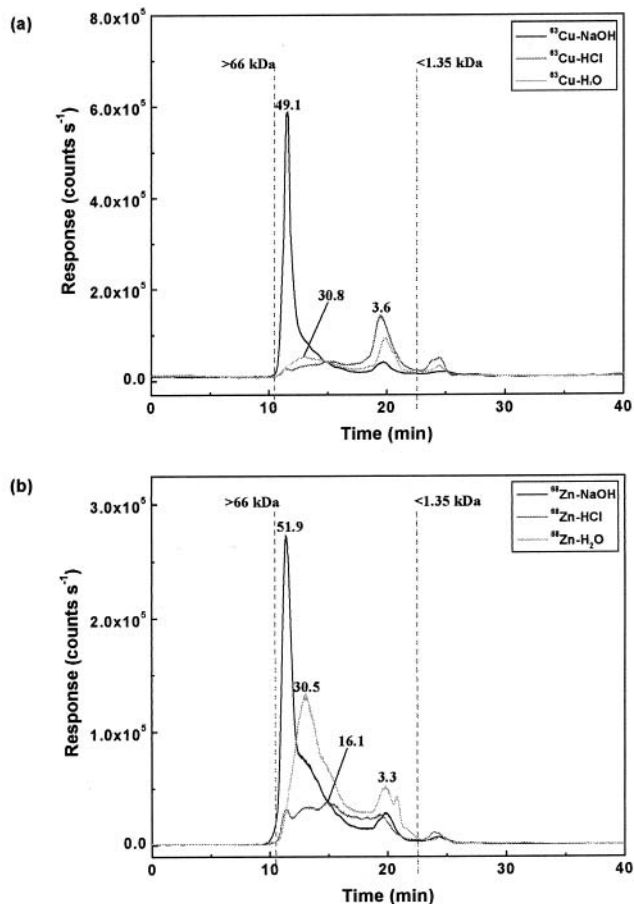 (a)
⁶³Cu-NaOH
⁶³Cu-HCl
⁶³Cu-H₂O
>66 kDa
<1.35 kDa
49.1
30.8
3.6
6.0x10⁵
4.0x10⁵
2.0x10⁵
0.0
Response (counts s⁻¹)
0 10 20 30 40
Time (min)
(b)
⁶⁸Zn-NaOH
⁶⁸Zn-HCl
⁶⁸Zn-H₂O
>66 kDa
<1.35 kDa
51.9
30.5
16.1
3.3
3.0x10⁵
2.0x10⁵
1.0x10⁵
0.0
Response (counts s⁻¹)
0 10 20 30 40
Time (min)